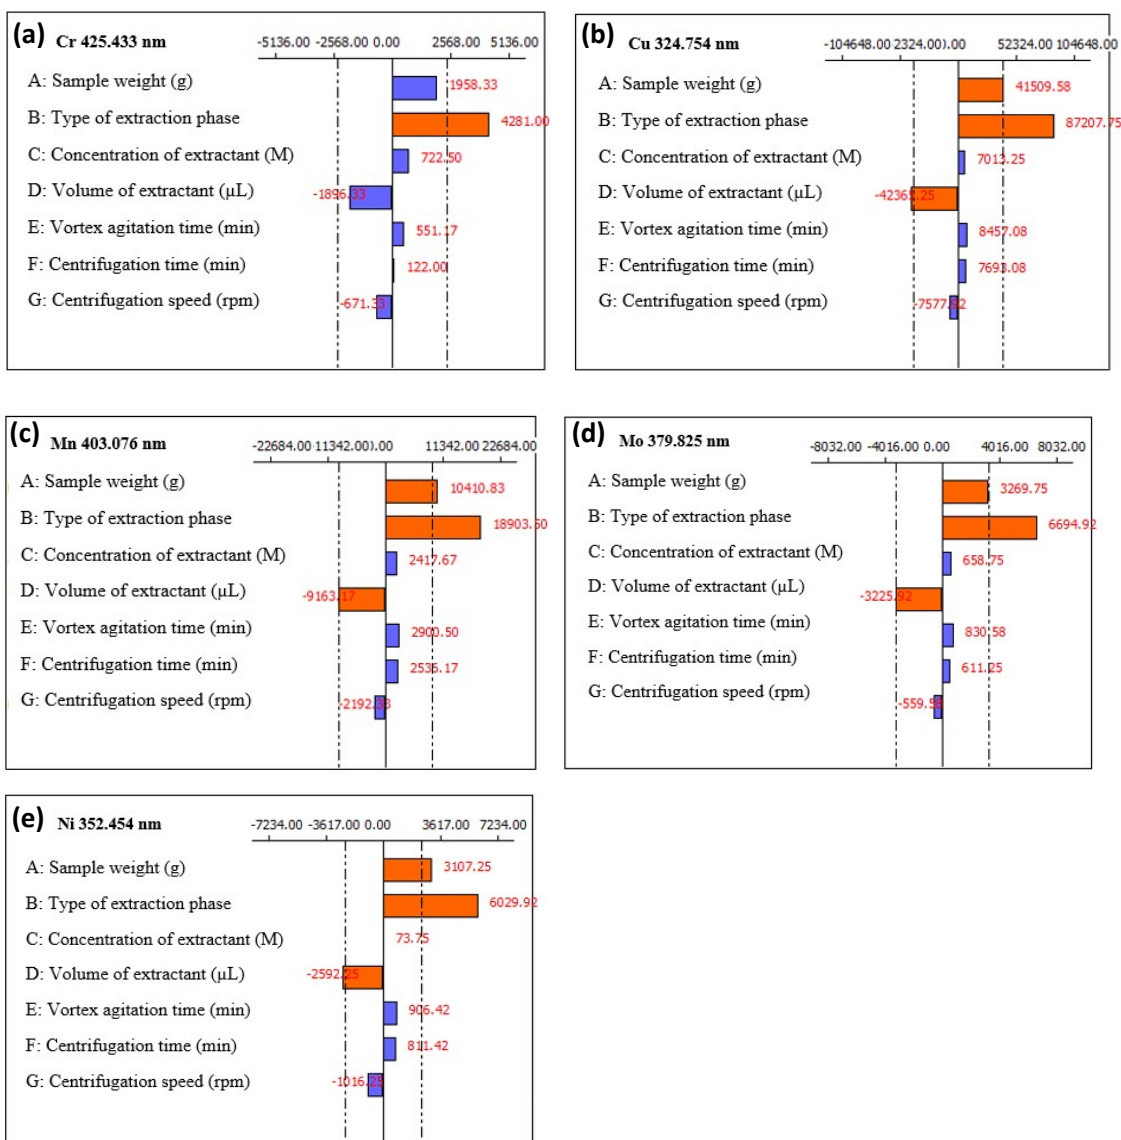 (a) Cr 425.433 nm
-5136.00 -2568.00 0.00 2568.00 5136.00
A: Sample weight (g) 1958.33
B: Type of extraction phase 4281.00
C: Concentration of extractant (M) 722.50
D: Volume of extractant (µL) -1896.33
E: Vortex agitation time (min) 551.17
F: Centrifugation time (min) 122.00
G: Centrifugation speed (rpm) -671.33
(b) Cu 324.754 nm
-104648.00 2324.00 1.00 52324.00 104648.00
A: Sample weight (g) 41509.58
B: Type of extraction phase 87207.75
C: Concentration of extractant (M) 7013.25
D: Volume of extractant (µL)
E: Vortex agitation time (min) 8457.08
F: Centrifugation time (min) 7693.08
G: Centrifugation speed (rpm) -7577.92
(c) Mn 403.076 nm
-22684.00 -11342.00 1.00 11342.00 22684.00
A: Sample weight (g) 10410.83
B: Type of extraction phase 18903.50
C: Concentration of extractant (M) 2417.67
D: Volume of extractant (µL) -9163.17
E: Vortex agitation time (min) 2900.50
F: Centrifugation time (min) 2535.17
G: Centrifugation speed (rpm) -2192.33
(d) Mo 379.825 nm
-8032.00 -4016.00 0.00 4016.00 8032.00
A: Sample weight (g) 3269.75
B: Type of extraction phase 6694.92
C: Concentration of extractant (M) 658.75
D: Volume of extractant (µL) -3225.92
E: Vortex agitation time (min) 830.58
F: Centrifugation time (min) 611.25
G: Centrifugation speed (rpm) -559.58
(e) Ni 352.454 nm
-7234.00 -3617.00 0.00 3617.00 7234.00
A: Sample weight (g) 3107.25
B: Type of extraction phase 6029.92
C: Concentration of extractant (M) 73.75
D: Volume of extractant (µL) -2592.25
E: Vortex agitation time (min) 906.42
F: Centrifugation time (min) 811.42
G: Centrifugation speed (rpm) -1016.25